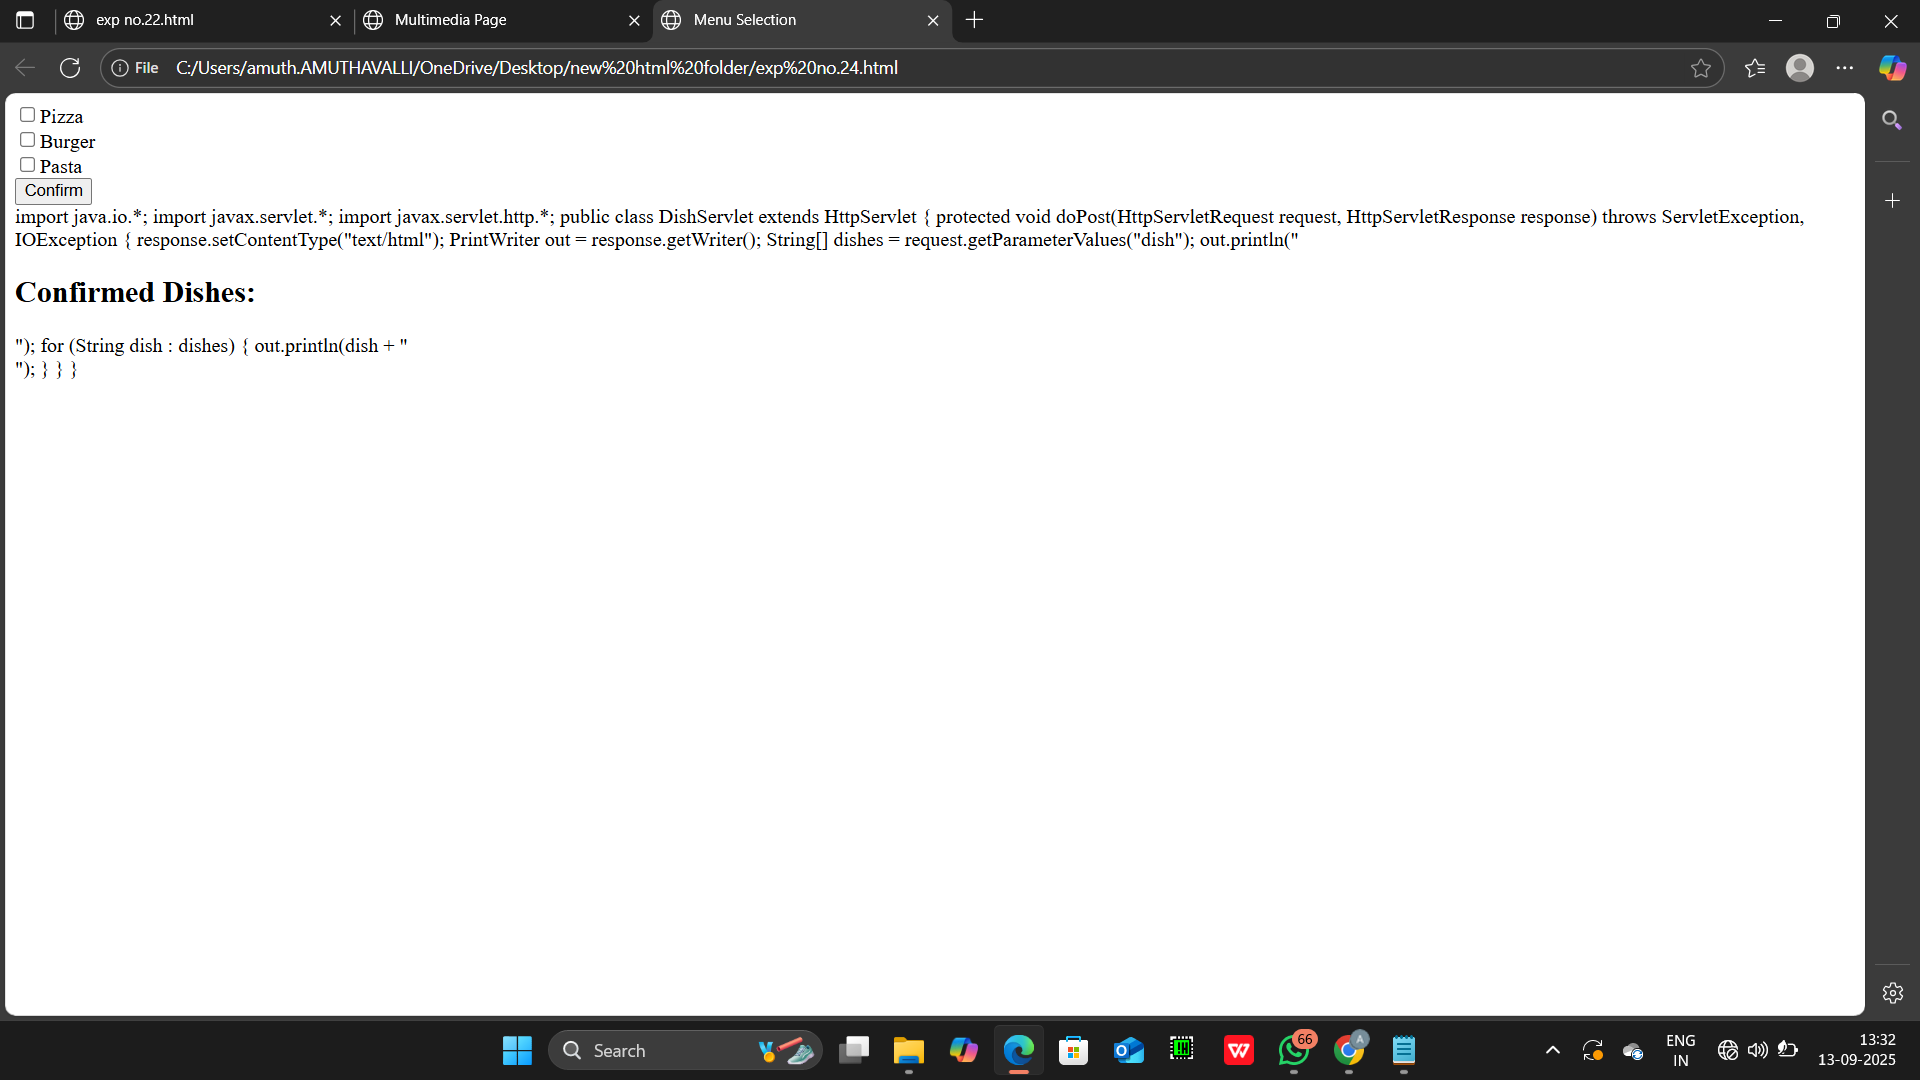 exp no.22.html
Multimedia Page
Menu Selection
File C:/Users/amuth.AMUTHAVALLI/OneDrive/Desktop/new%20html%20folder/exp%20no.24.html
Pizza
Burger
Pasta
Confirm
import java.io.*; import javax.servlet.*; import javax.servlet.http.*; public class DishServlet extends HttpServlet { protected void doPost(HttpServletRequest request, HttpServletResponse response) throws ServletException,
IOException { response.setContentType("text/html"); PrintWriter out = response.getWriter(); String[] dishes = request.getParameterValues("dish"); out.println("
Confirmed Dishes:
"); for (String dish : dishes) { out.println(dish + "
"); } } }
Search
66
A
ENG
IN
13:32
13-09-2025